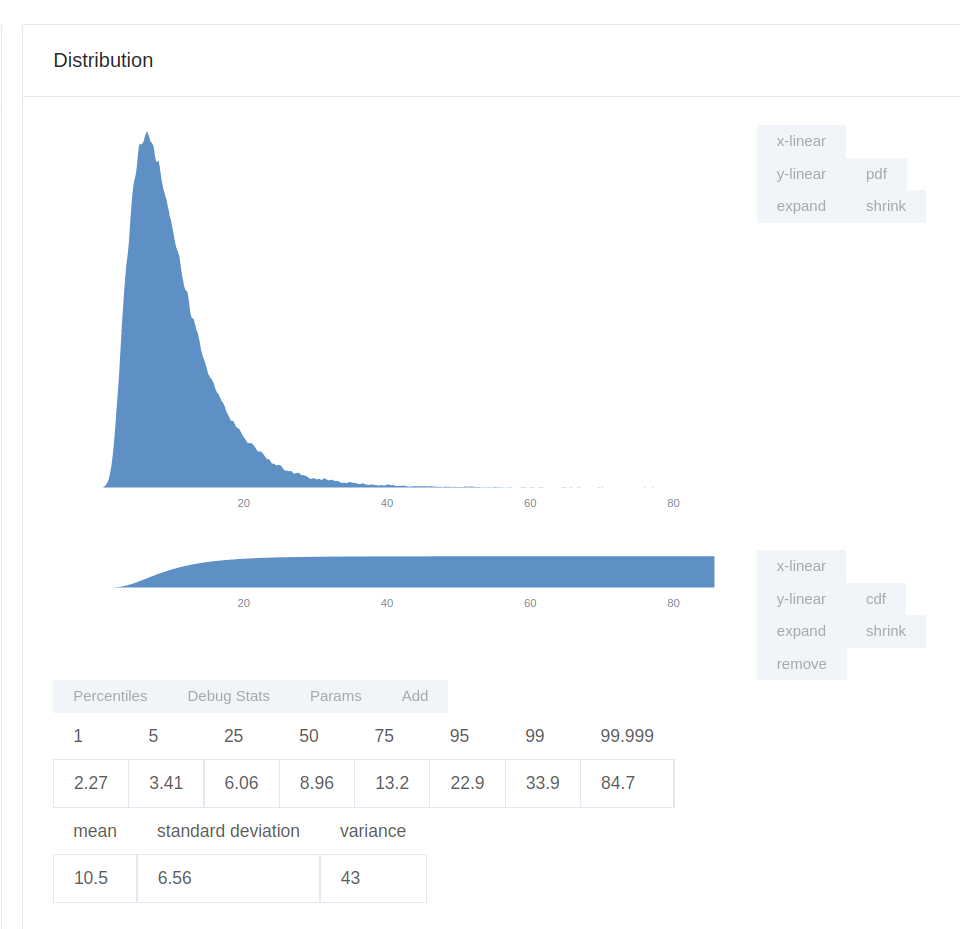 Distribution
x-linear
y-linear pdf
expand shrink
20 40 60 80
x-linear
y-linear cdf
expand shrink
remove
20 40 60 80
Percentiles Debug Stats Params Add
1 5 25 50 75 95 99 99.999
2.27 3.41 6.06 8.96 13.2 22.9 33.9 84.7
mean standard deviation variance
10.5 6.56 43